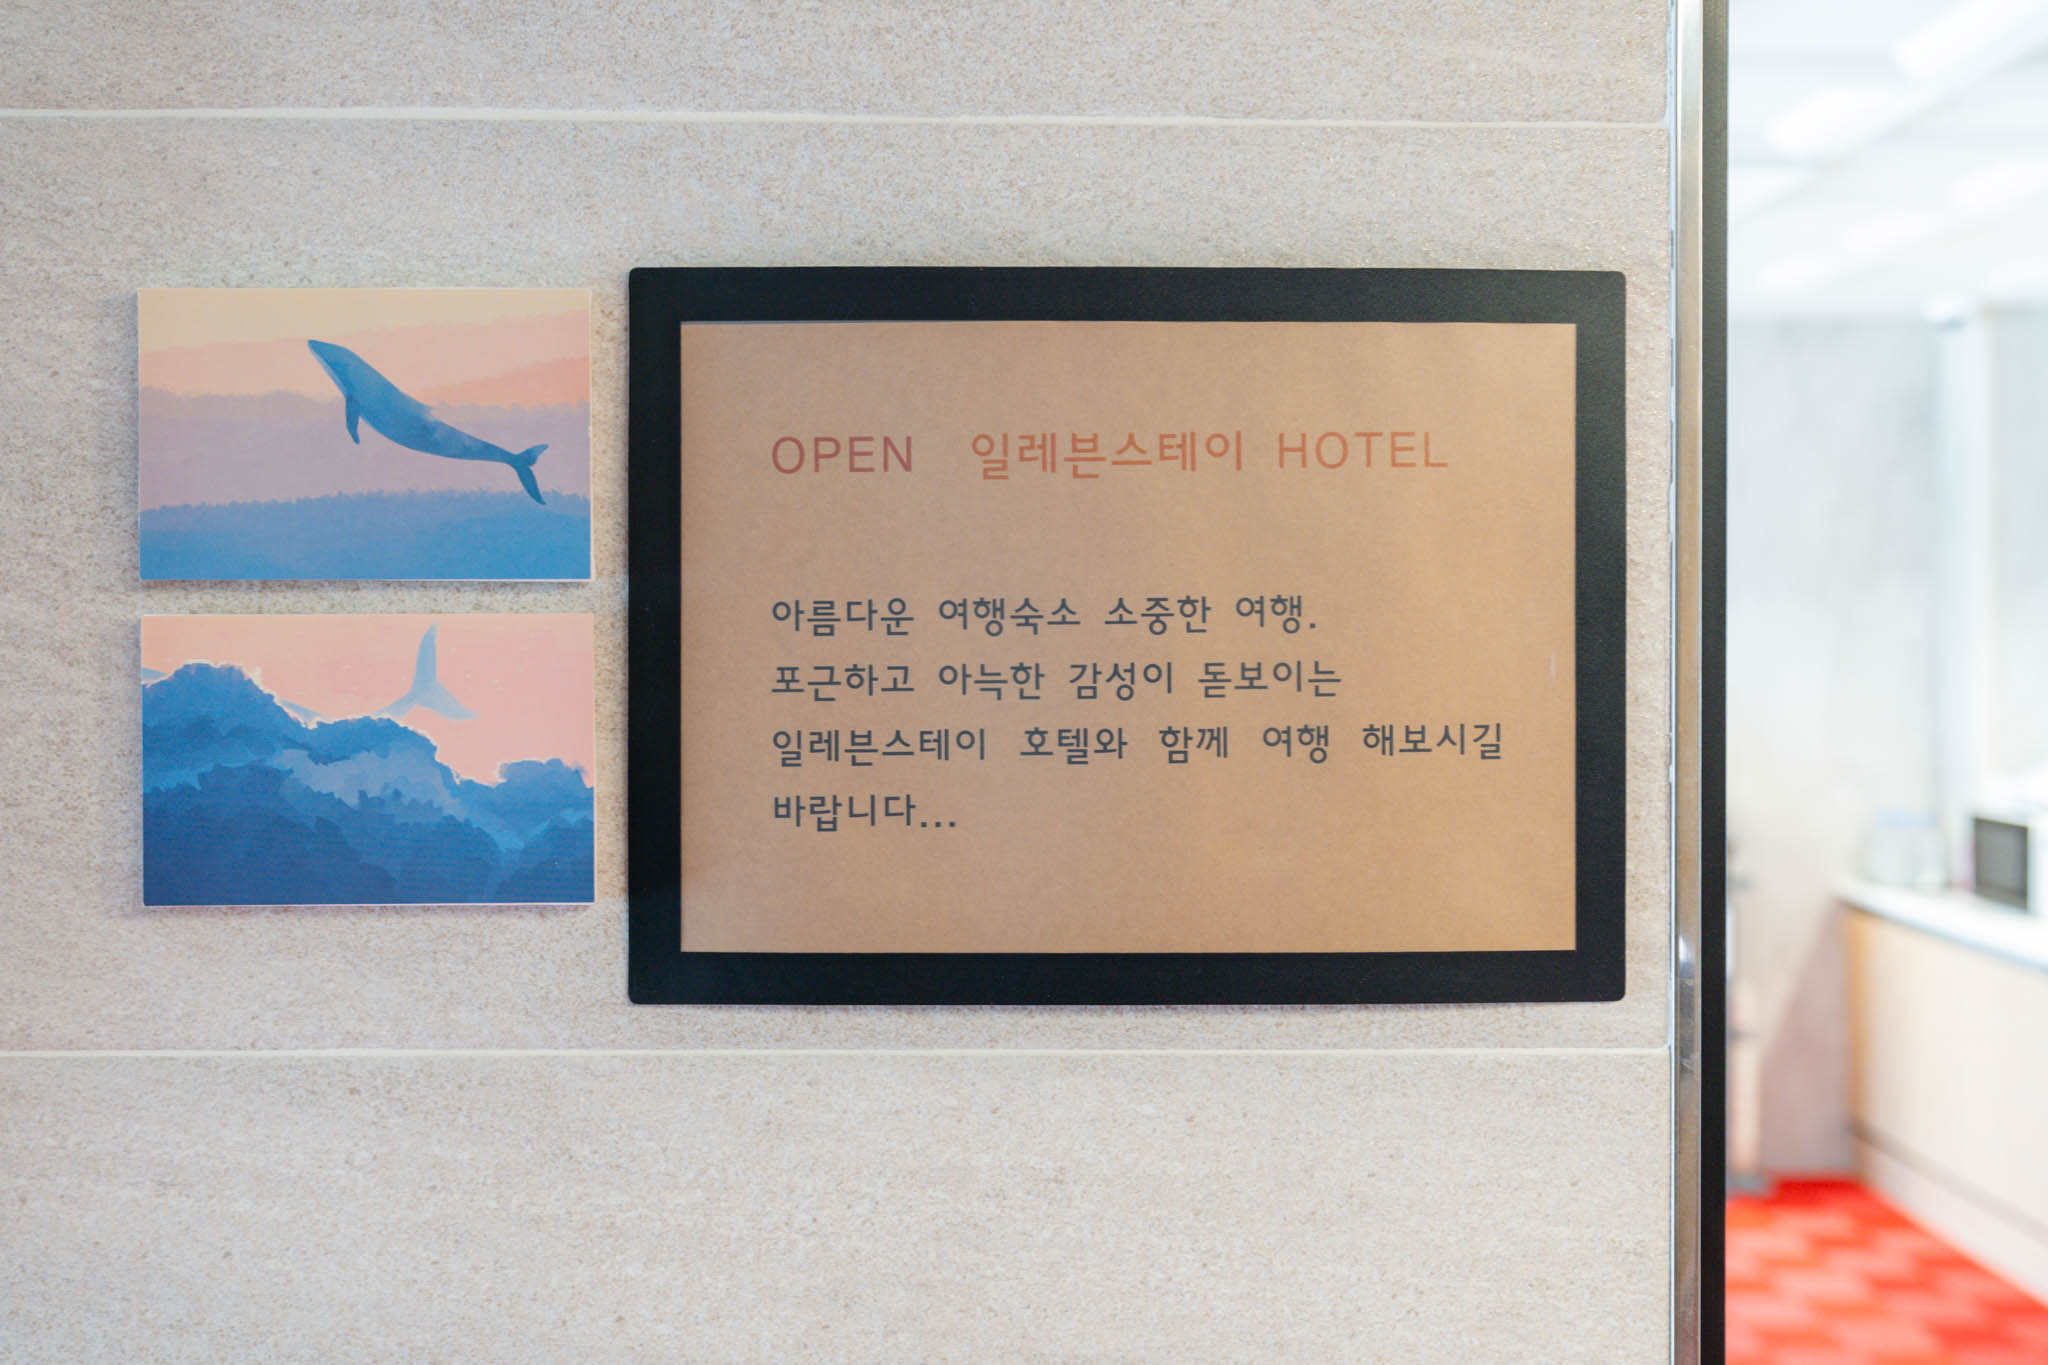 OPEN 일레븐스테이 HOTEL
아름다운 여행숙소 소중한 여행.
포근하고 아늑한 감성이 돋보이는
일레븐스테이 호텔와 함께 여행 해보시길
바랍니다...